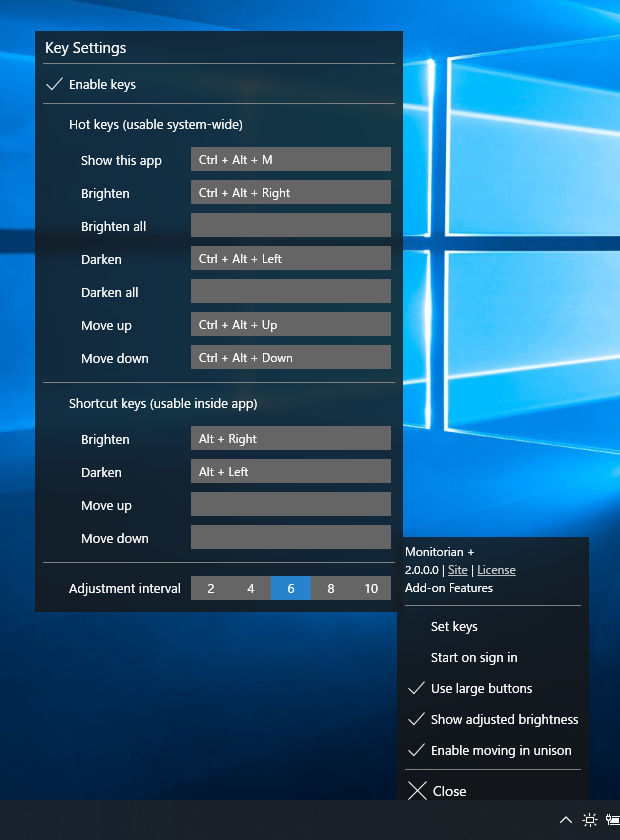 Key Settings
Enable keys
Hot keys (usable system-wide)
Show this app Ctrl + Alt + M
Brighten Ctrl + Alt + Right
Brighten all
Darken Ctrl + Alt + Left
Darken all
Move up Ctrl + Alt + Up
Move down Ctrl + Alt + Down
Shortcut keys (usable inside app)
Brighten Alt + Right
Darken Alt + Left
Move up
Move down
Adjustment interval 2 4 6 8 10
Monitorian +
2.0.0.0 | Site | License
Add-on Features
Set keys
Start on sign in
Use large buttons
Show adjusted brightness
Enable moving in unison
Close